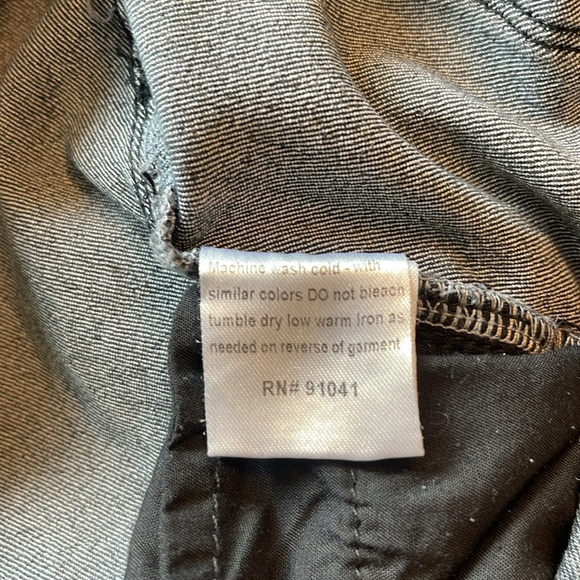 Machine wash cold - with
similar colors DO not bleach
tumble dry low warm Iron as
needed on reverse of garment
RN# 91041